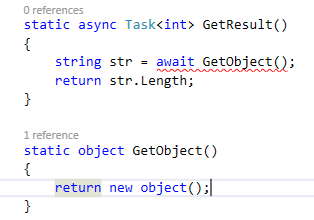 0 references
static async Task<int> GetResult()
{
string str = await GetObject();
return str.Length;
}
1 reference
static object GetObject()
{
return new object();
}